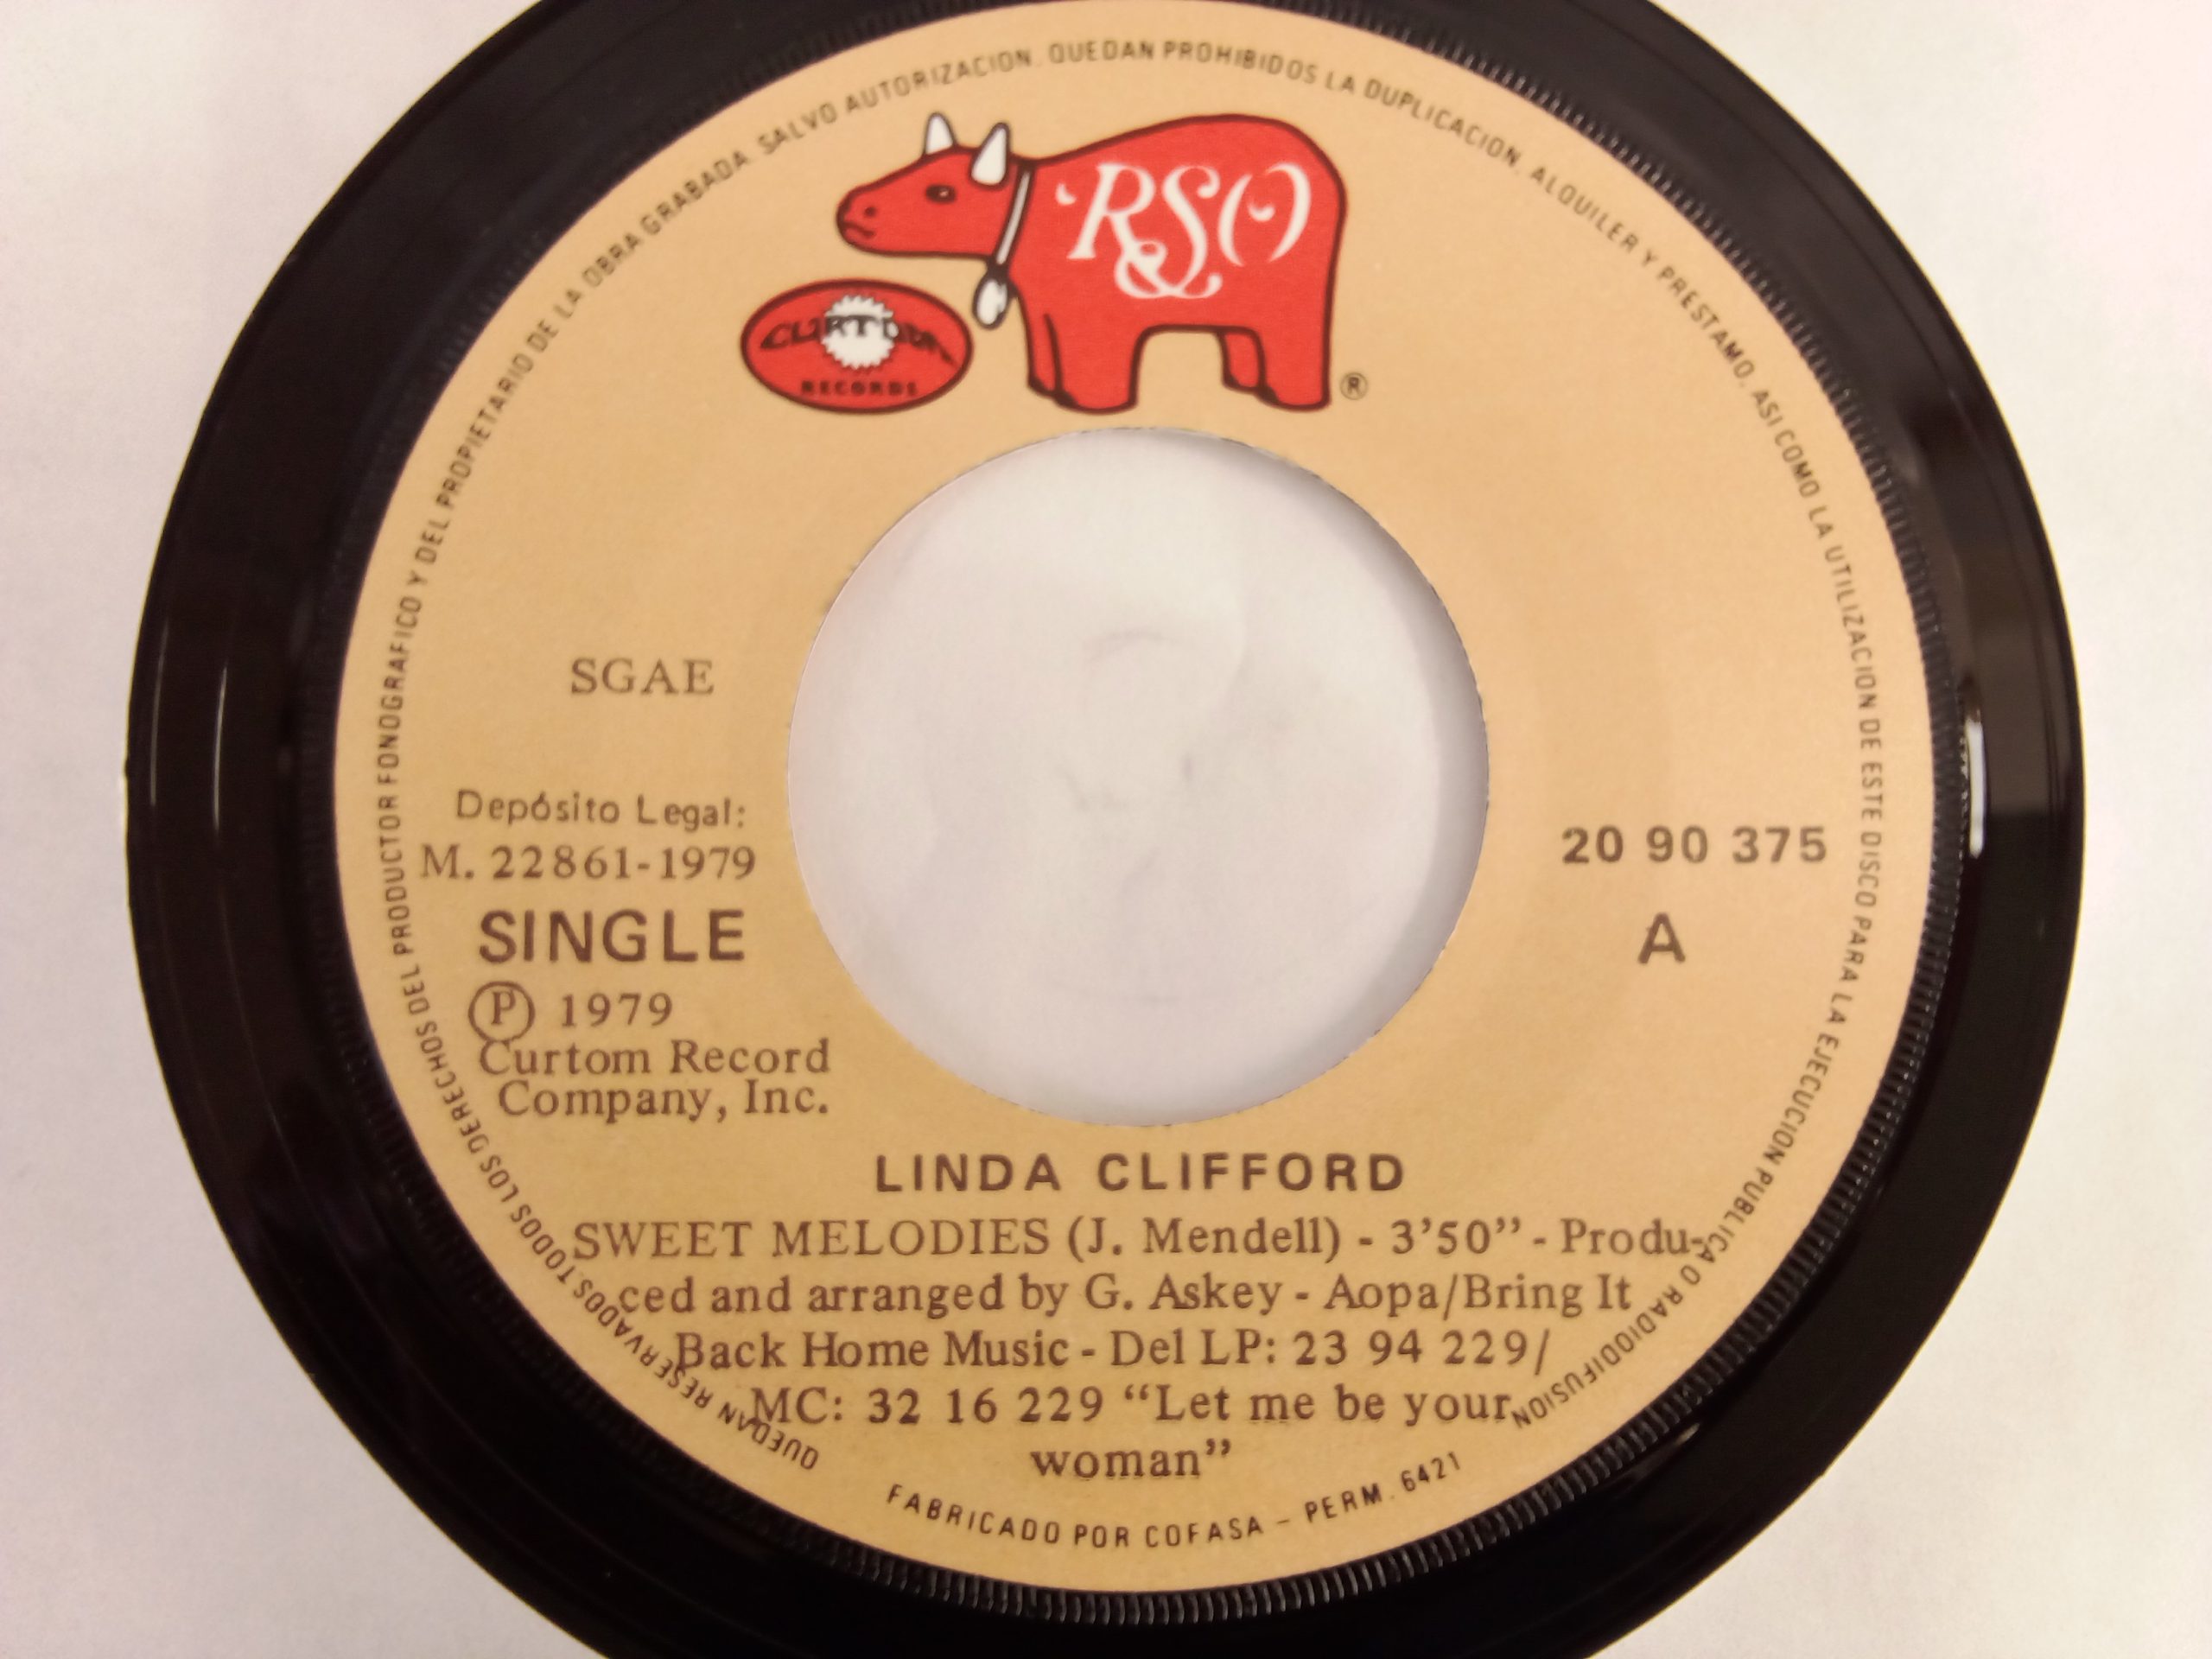 RSO
®
CURTOM
RECORDS
SGAE
Depósito Legal:
M. 22861-1979
SINGLE
Ⓟ 1979
Curtom Record
Company, Inc.
20 90 375
A
LINDA CLIFFORD
SWEET MELODIES (J. Mendell) - 3’50” - Produ-
ced and arranged by G. Askey - Aopa/Bring It
Back Home Music - Del LP: 23 94 229/
MC: 32 16 229 “Let me be your
woman”
QUEDAN RESERVADOS TODOS LOS DERECHOS DEL PRODUCTOR FONOGRAFICO Y DEL PROPIETARIO DE LA OBRA GRABADA. SALVO AUTORIZACION. QUEDAN PROHIBIDOS LA DUPLICACION. ALQUILER Y PRESTAMO. ASI COMO LA UTILIZACION DE ESTE DISCO PARA LA EJECUCION PUBLICA O RADIODIFUSION
FABRICADO POR COFASA – PERM. 6421